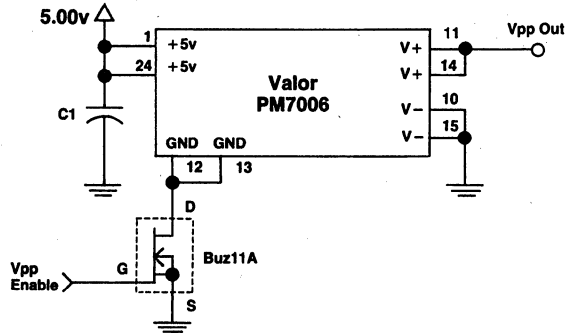 5.00v
1
+5v
24
+5v
C1
Valor
PM7006
V+
11
V+
14
V-
10
V-
15
Vpp Out
GND
GND
12
13
D
G
S
Buz11A
Vpp
Enable